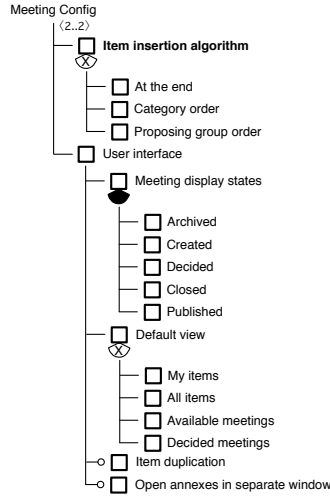 Meeting Config
⟨2..2⟩
Item insertion algorithm
X
At the end
Category order
Proposing group order
User interface
Meeting display states
Archived
Created
Decided
Closed
Published
Default view
X
My items
All items
Available meetings
Decided meetings
Item duplication
Open annexes in separate window